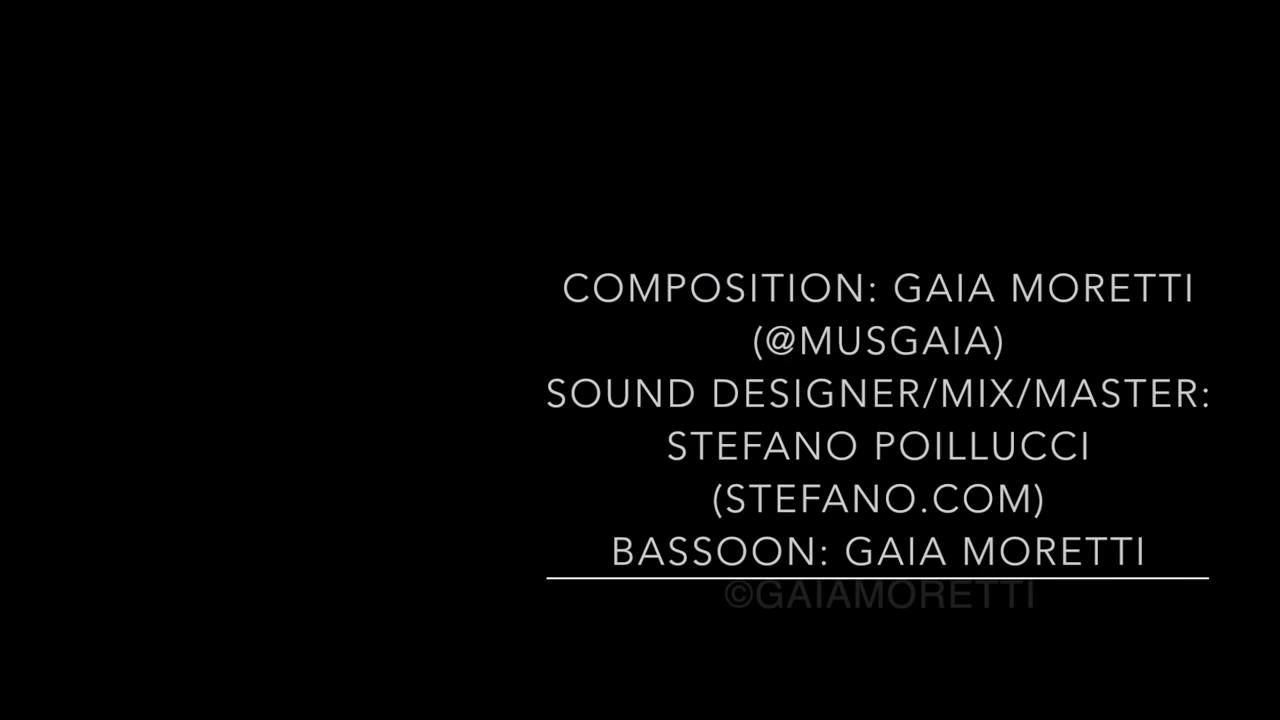 COMPOSITION: GAIA MORETTI
(@MUSGAIA)
SOUND DESIGNER/MIX/MASTER:
STEFANO POILLUCCI
(STEFANO.COM)
BASSOON: GAIA MORETTI
©GAIAMORETTI